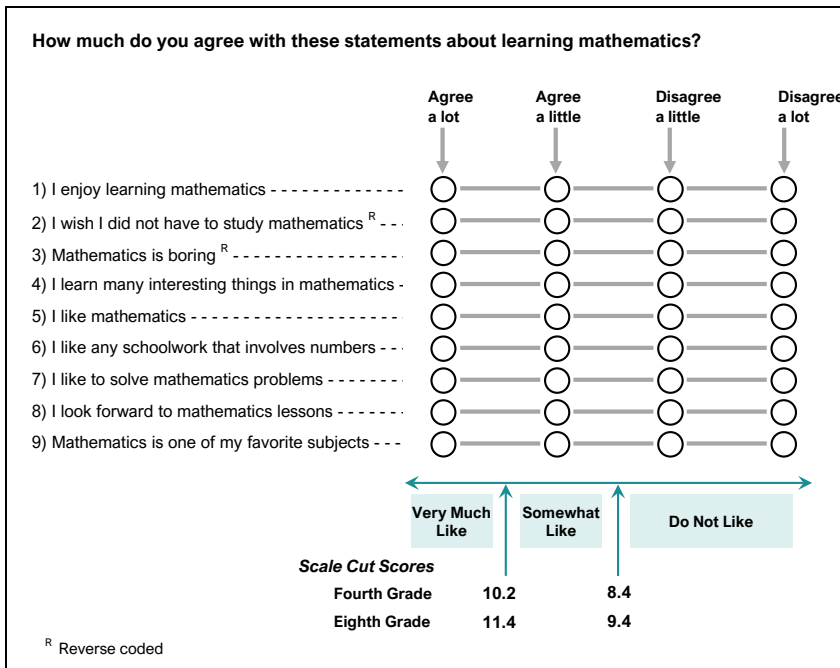 How much do you agree with these statements about learning mathematics?
Agree a lot
Agree a little
Disagree a little
Disagree a lot
1) I enjoy learning mathematics - - - - - - - - - - - - -
2) I wish I did not have to study mathematics R - - -
3) Mathematics is boring R - - - - - - - - - - - - - - - - -
4) I learn many interesting things in mathematics -
5) I like mathematics - - - - - - - - - - - - - - - - - - - - -
6) I like any schoolwork that involves numbers - - -
7) I like to solve mathematics problems - - - - - - - -
8) I look forward to mathematics lessons - - - - - - -
9) Mathematics is one of my favorite subjects - - -
Very Much Like
Somewhat Like
Do Not Like
Scale Cut Scores
Fourth Grade 10.2 8.4
Eighth Grade 11.4 9.4
R Reverse coded